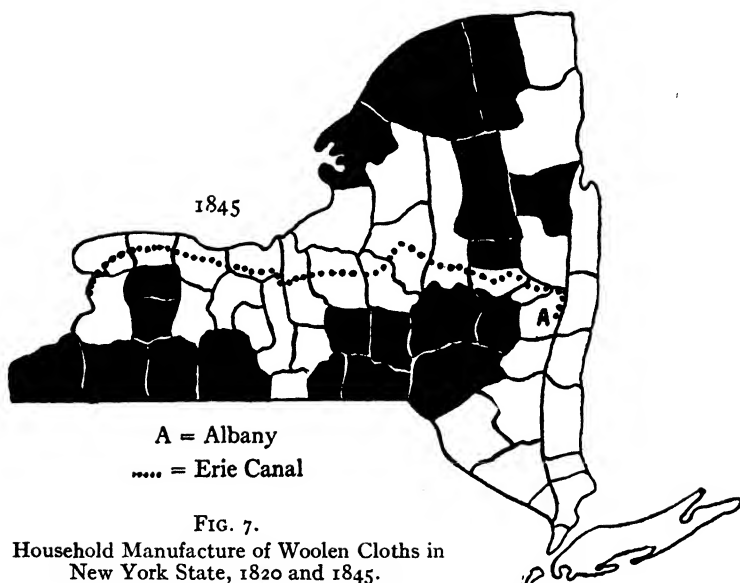 1845
A
A = Albany
..... = Erie Canal
FIG. 7.
Household Manufacture of Woolen Cloths in
New York State, 1820 and 1845.